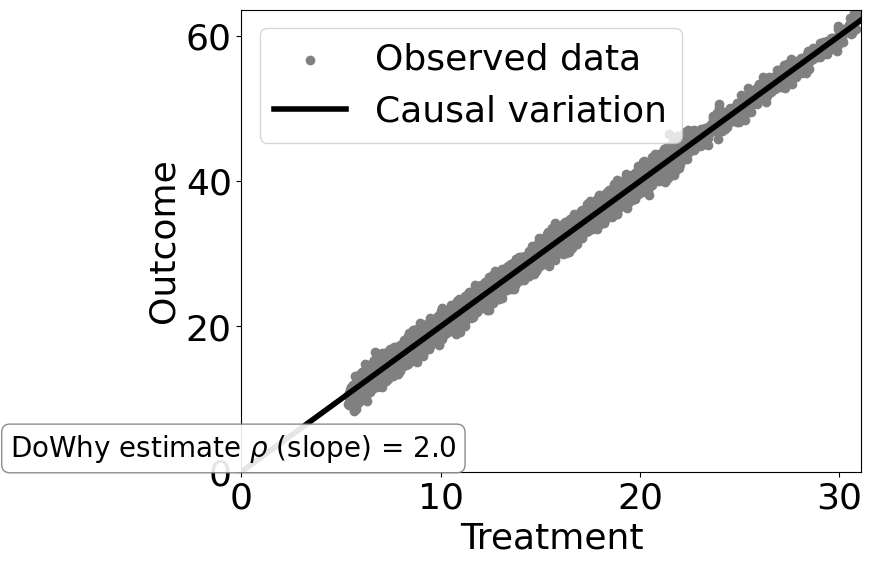 Observed data
Causal variation
60
40
20
0
Outcome
DoWhy estimate ρ (slope) = 2.0
0 10 20 30
Treatment